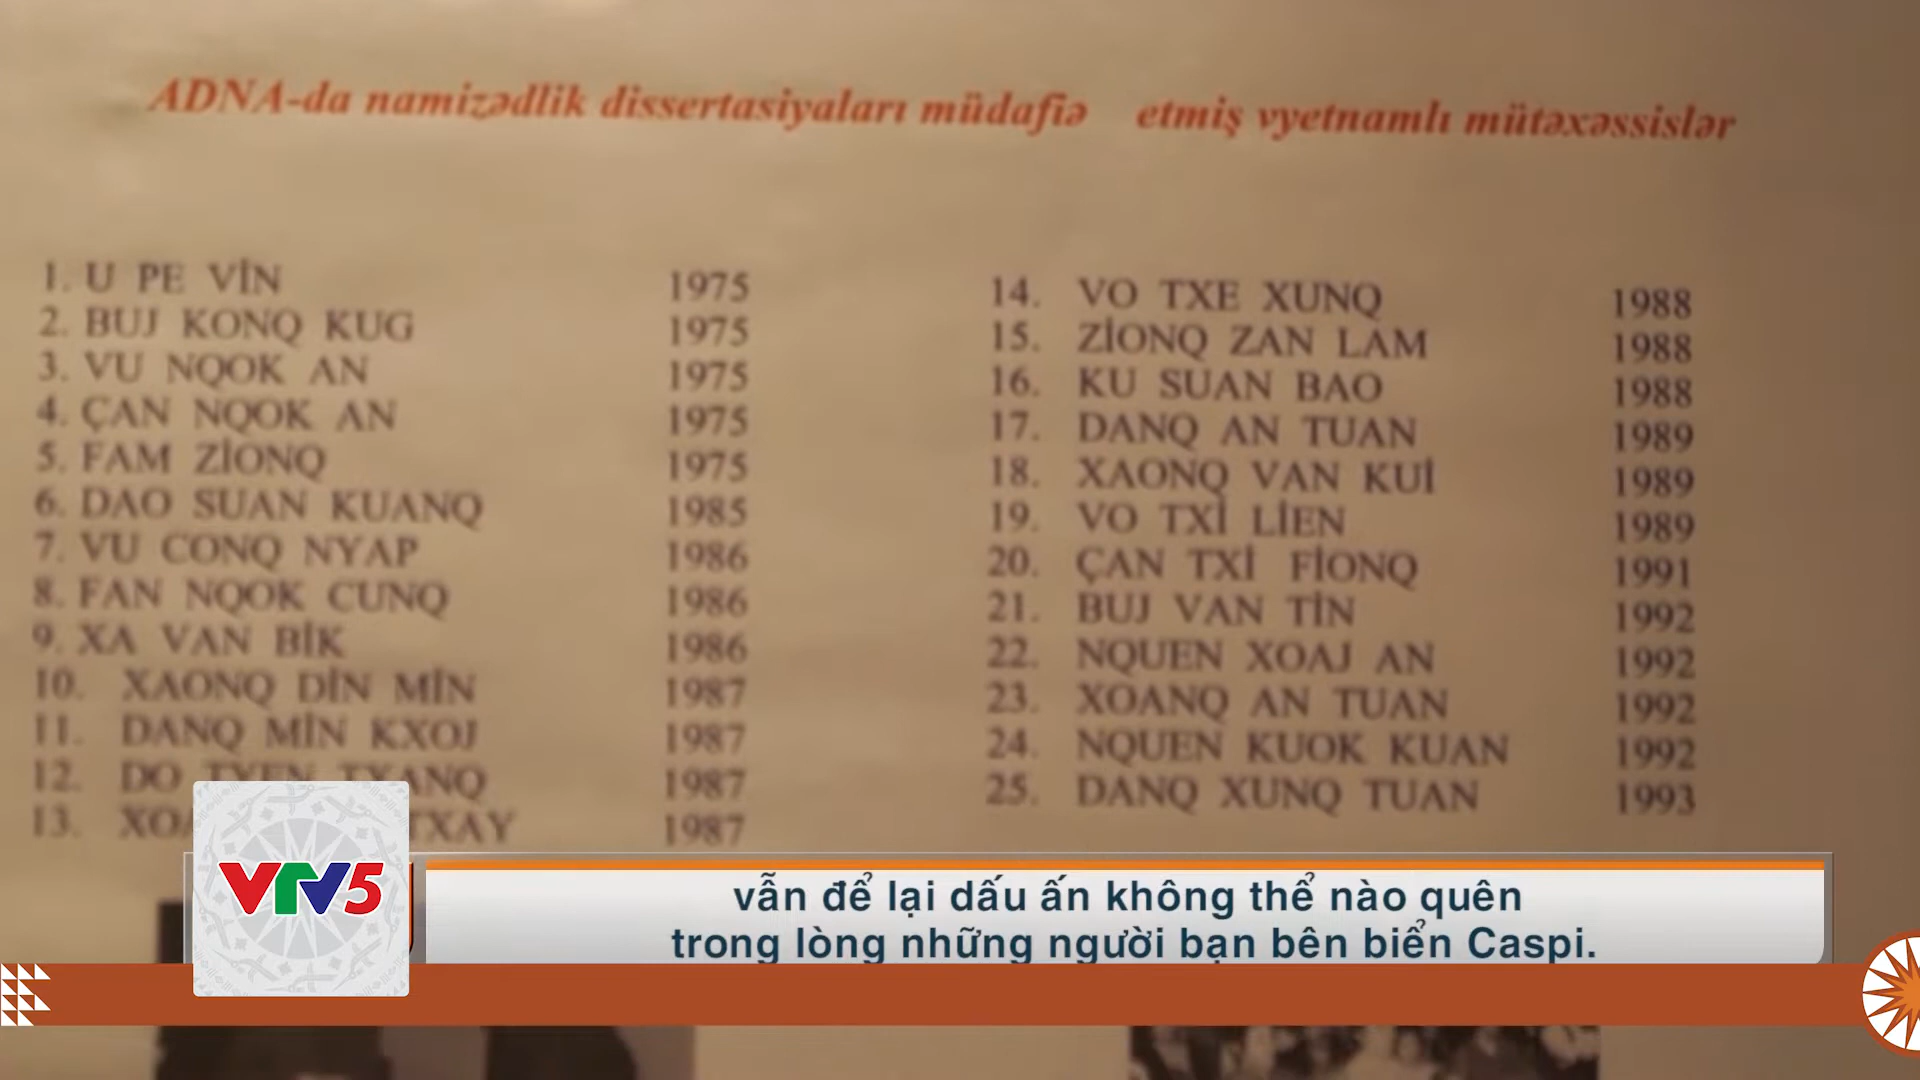 ADNA-da namizədlik dissertasiyaları müdafiə etmiş vyetnamlı mütəxəssislər
1. U PE VİN 1975
2. BUJ KONQ KUG 1975
3. VU NQOK AN 1975
4. ÇAN NQOK AN 1975
5. FAM ZİONQ 1975
6. DAO SUAN KUANQ 1985
7. VU CONQ NYAP 1986
8. FAN NQOK CUNQ 1986
9. XA VAN BİK 1986
10. XAONQ DİN MİN 1987
11. DANQ MİN KXOJ 1987
12. DO TYEN TXANQ 1987
13. TXAY 1987
14. VO TXE XUNQ 1988
15. ZİONQ ZAN LAM 1988
16. KU SUAN BAO 1988
17. DANQ AN TUAN 1989
18. XAONQ VAN KUİ 1989
19. VO TXİ LİEN 1989
20. ÇAN TXİ FİONQ 1991
21. BUJ VAN TİN 1992
22. NQUEN XOAJ AN 1992
23. XOANQ AN TUAN 1992
24. NQUEN KUOK KUAN 1992
25. DANQ XUNQ TUAN 1993
VTV5
vẫn để lại dấu ấn không thể nào quên
trong lòng những người bạn bên biển Caspi.